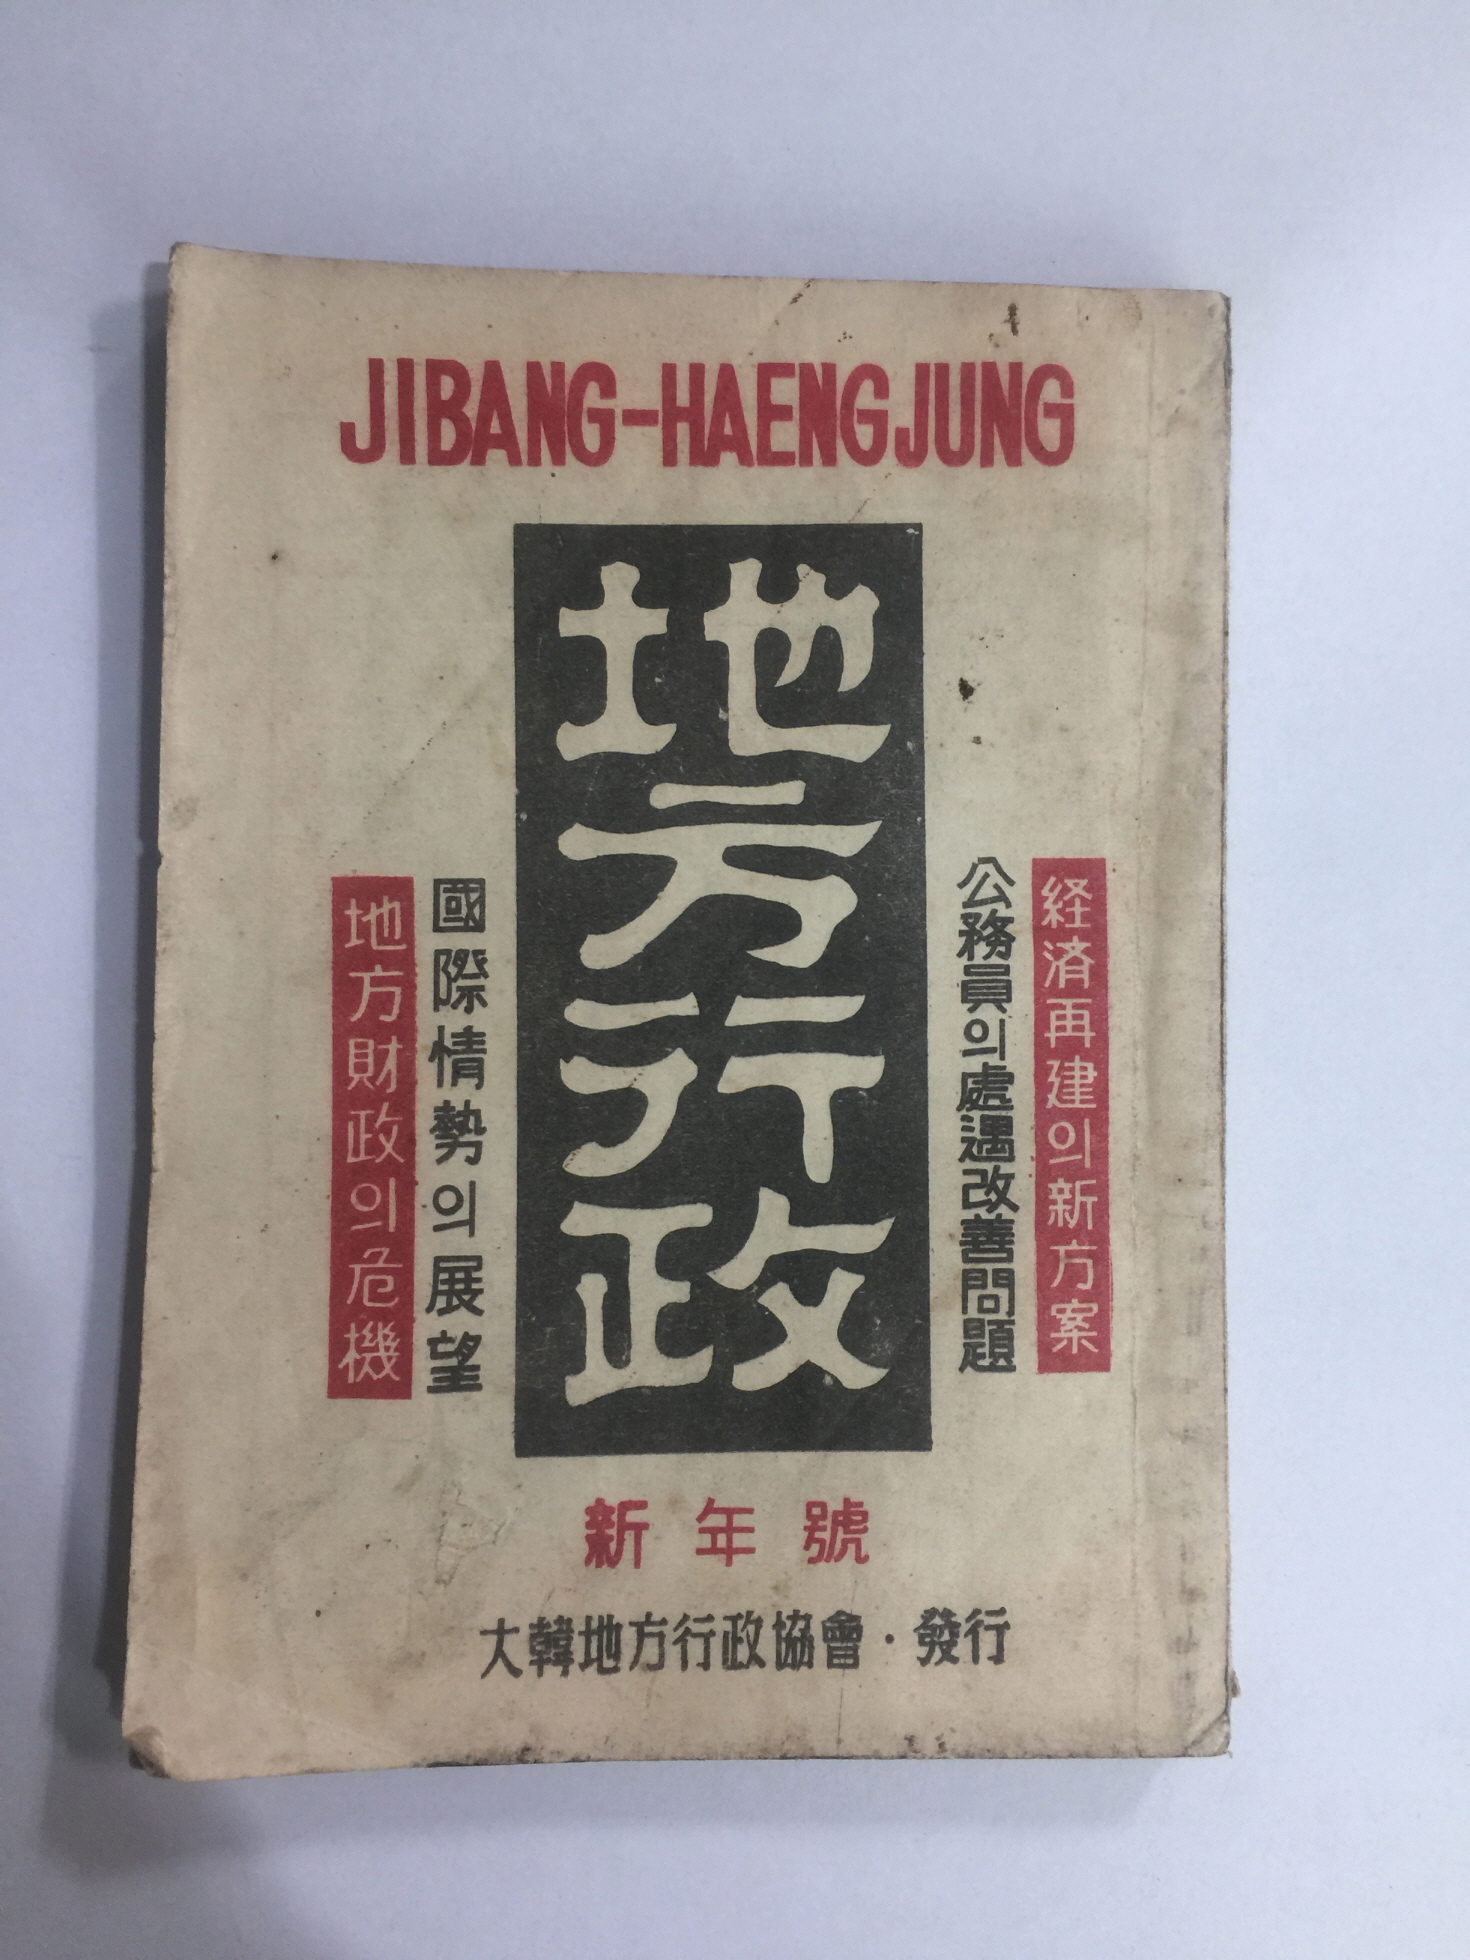 JIBANG-HAENGJUNG
地方行政
経済再建의新方案
公務員의處遇改善問題
國際情勢의展望
地方財政의危機
新年號
大韓地方行政協會·發行